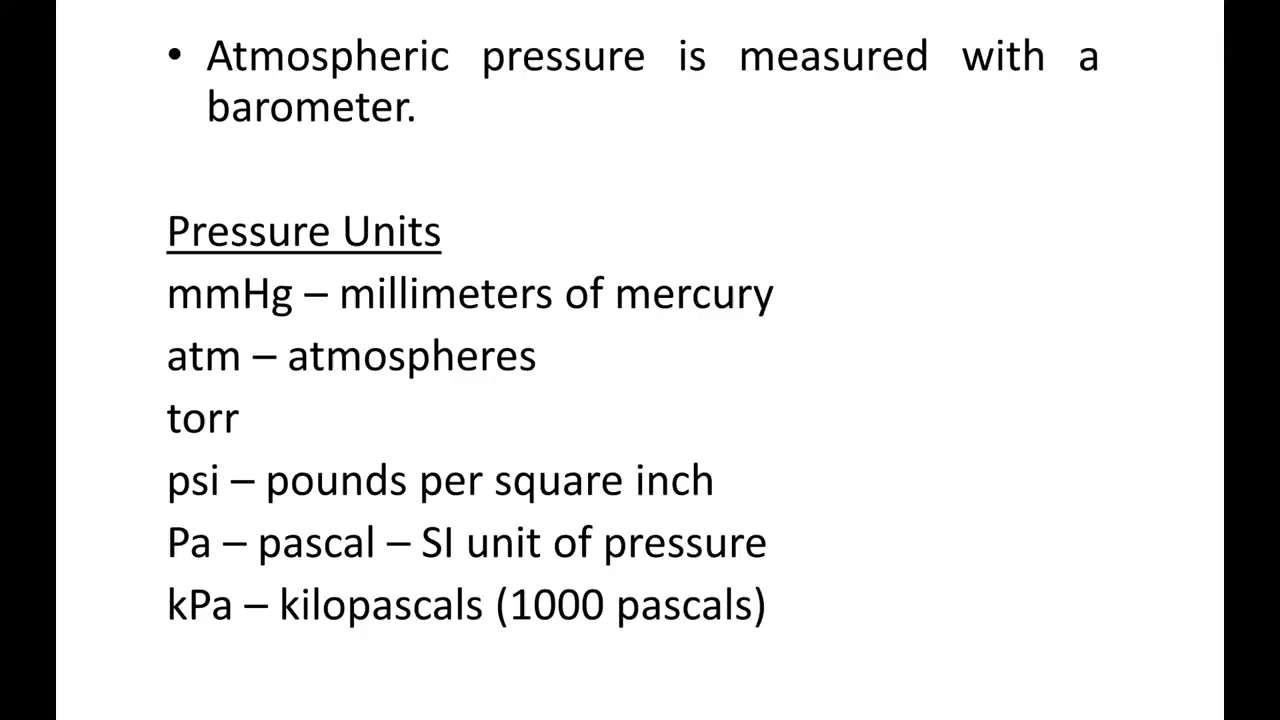 • Atmospheric pressure is measured with a
barometer.
Pressure Units
mmHg – millimeters of mercury
atm – atmospheres
torr
psi – pounds per square inch
Pa – pascal – SI unit of pressure
kPa – kilopascals (1000 pascals)